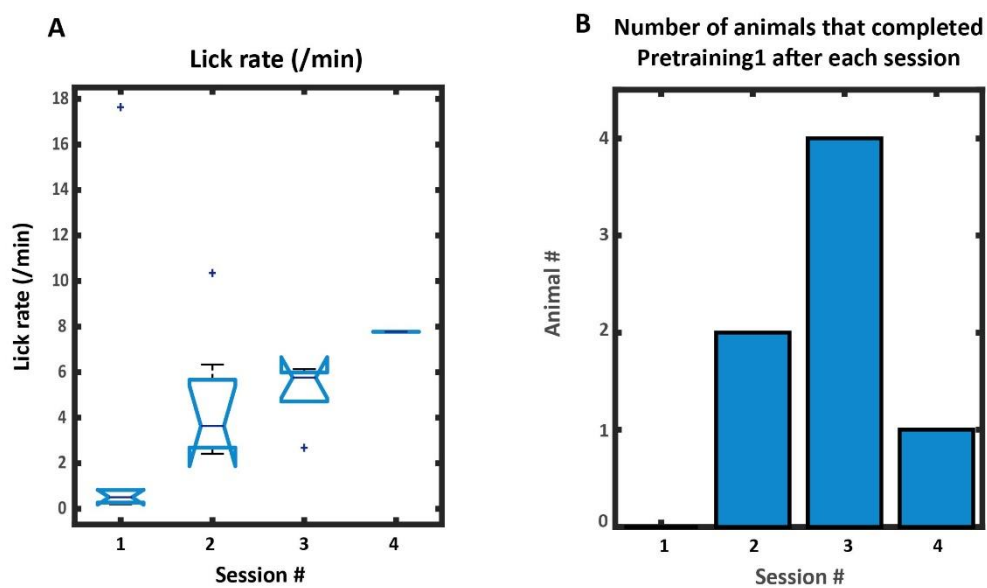 A
Lick rate (/min)
Lick rate (/min)
18
16
14
12
10
8
6
4
2
0
1 2 3 4
Session #
B
Number of animals that completed
Pretraining1 after each session
Animal #
4
3
2
1
0
1 2 3 4
Session #